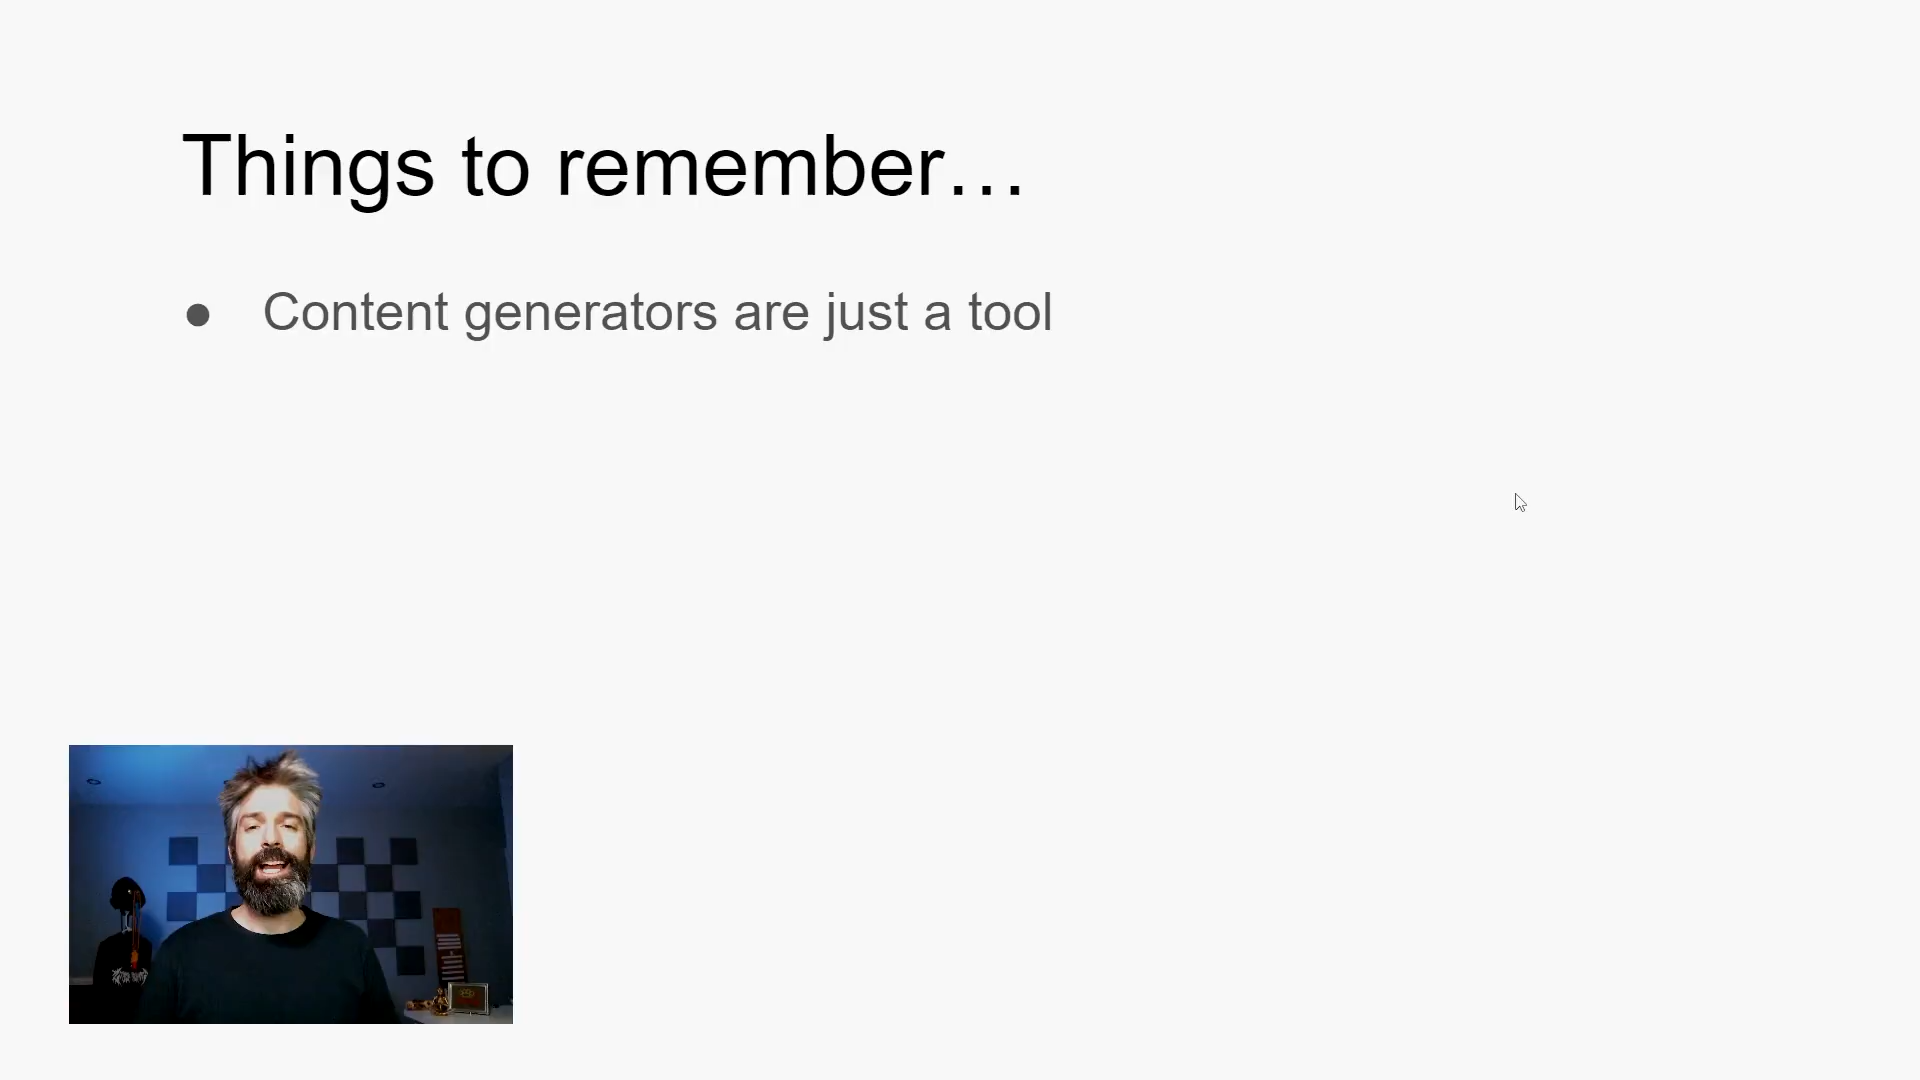 Things to remember…
● Content generators are just a tool